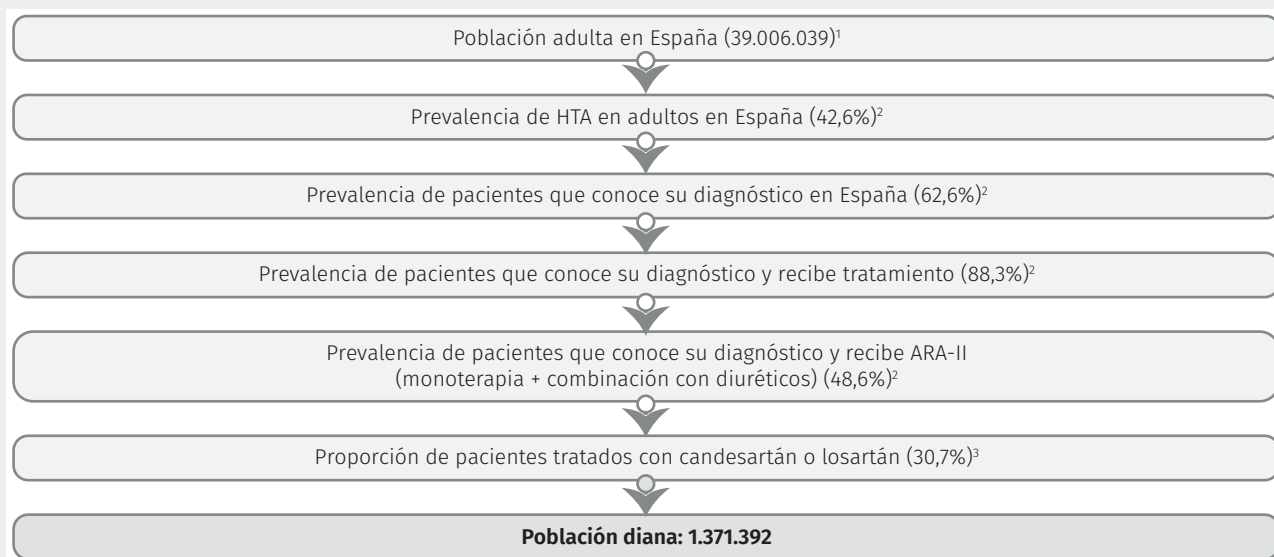 Población adulta en España (39.006.039)¹
Prevalencia de HTA en adultos en España (42,6%)²
Prevalencia de pacientes que conoce su diagnóstico en España (62,6%)²
Prevalencia de pacientes que conoce su diagnóstico y recibe tratamiento (88,3%)²
Prevalencia de pacientes que conoce su diagnóstico y recibe ARA-II
(monoterapia + combinación con diuréticos) (48,6%)²
Proporción de pacientes tratados con candesartán o losartán (30,7%)³
Población diana: 1.371.392